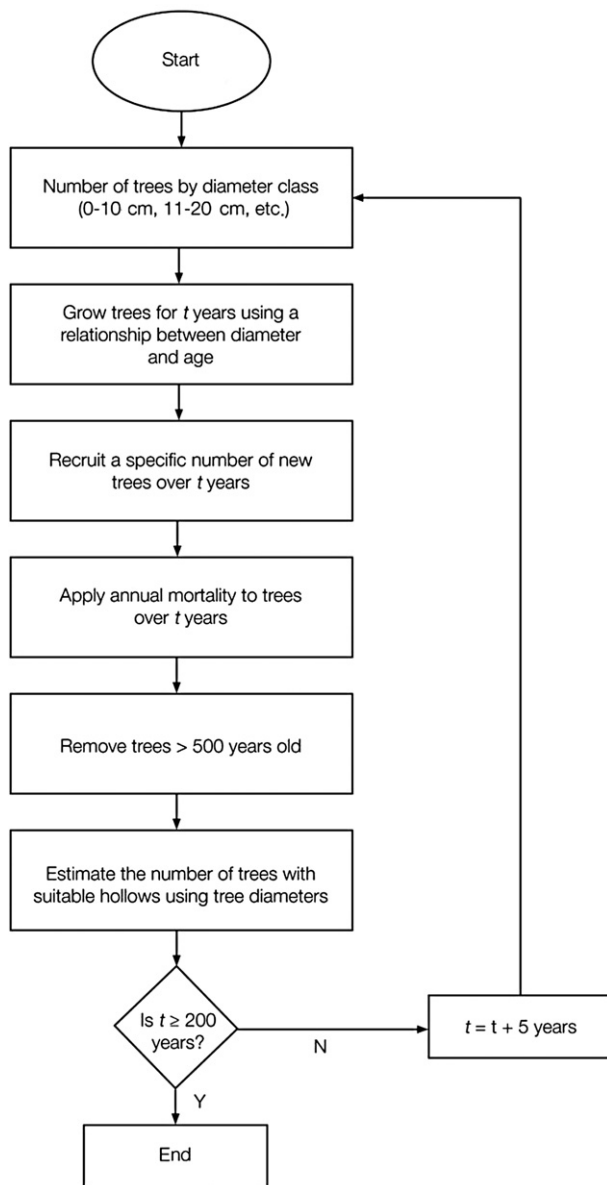 Start
Number of trees by diameter class
(0-10 cm, 11-20 cm, etc.)
Grow trees for t years using a
relationship between diameter
and age
Recruit a specific number of new
trees over t years
Apply annual mortality to trees
over t years
Remove trees > 500 years old
Estimate the number of trees with
suitable hollows using tree diameters
Is t ≥ 200
years?
N
t = t + 5 years
Y
End